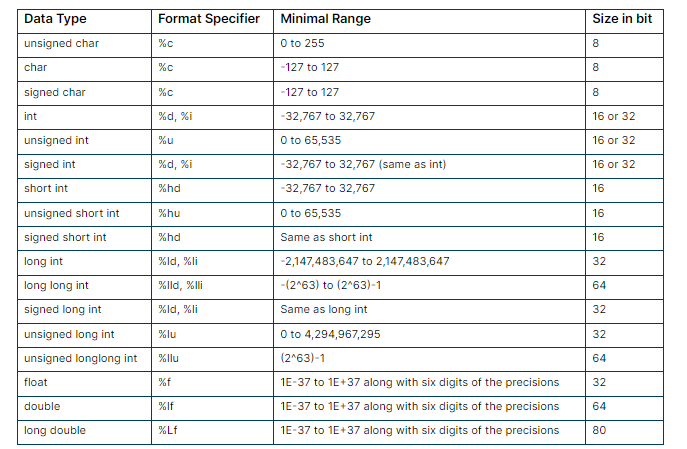 Data Type Format Specifier Minimal Range Size in bit
unsigned char %c 0 to 255 8
char %c -127 to 127 8
signed char %c -127 to 127 8
int %d, %i -32,767 to 32,767 16 or 32
unsigned int %u 0 to 65,535 16 or 32
signed int %d, %i -32,767 to 32,767 (same as int) 16 or 32
short int %hd -32,767 to 32,767 16
unsigned short int %hu 0 to 65,535 16
signed short int %hd Same as short int 16
long int %ld, %li -2,147,483,647 to 2,147,483,647 32
long long int %lld, %lli -(2^63) to (2^63)-1 64
signed long int %ld, %li Same as long int 32
unsigned long int %lu 0 to 4,294,967,295 32
unsigned longlong int %llu (2^63)-1 64
float %f 1E-37 to 1E+37 along with six digits of the precisions 32
double %lf 1E-37 to 1E+37 along with six digits of the precisions 64
long double %Lf 1E-37 to 1E+37 along with six digits of the precisions 80